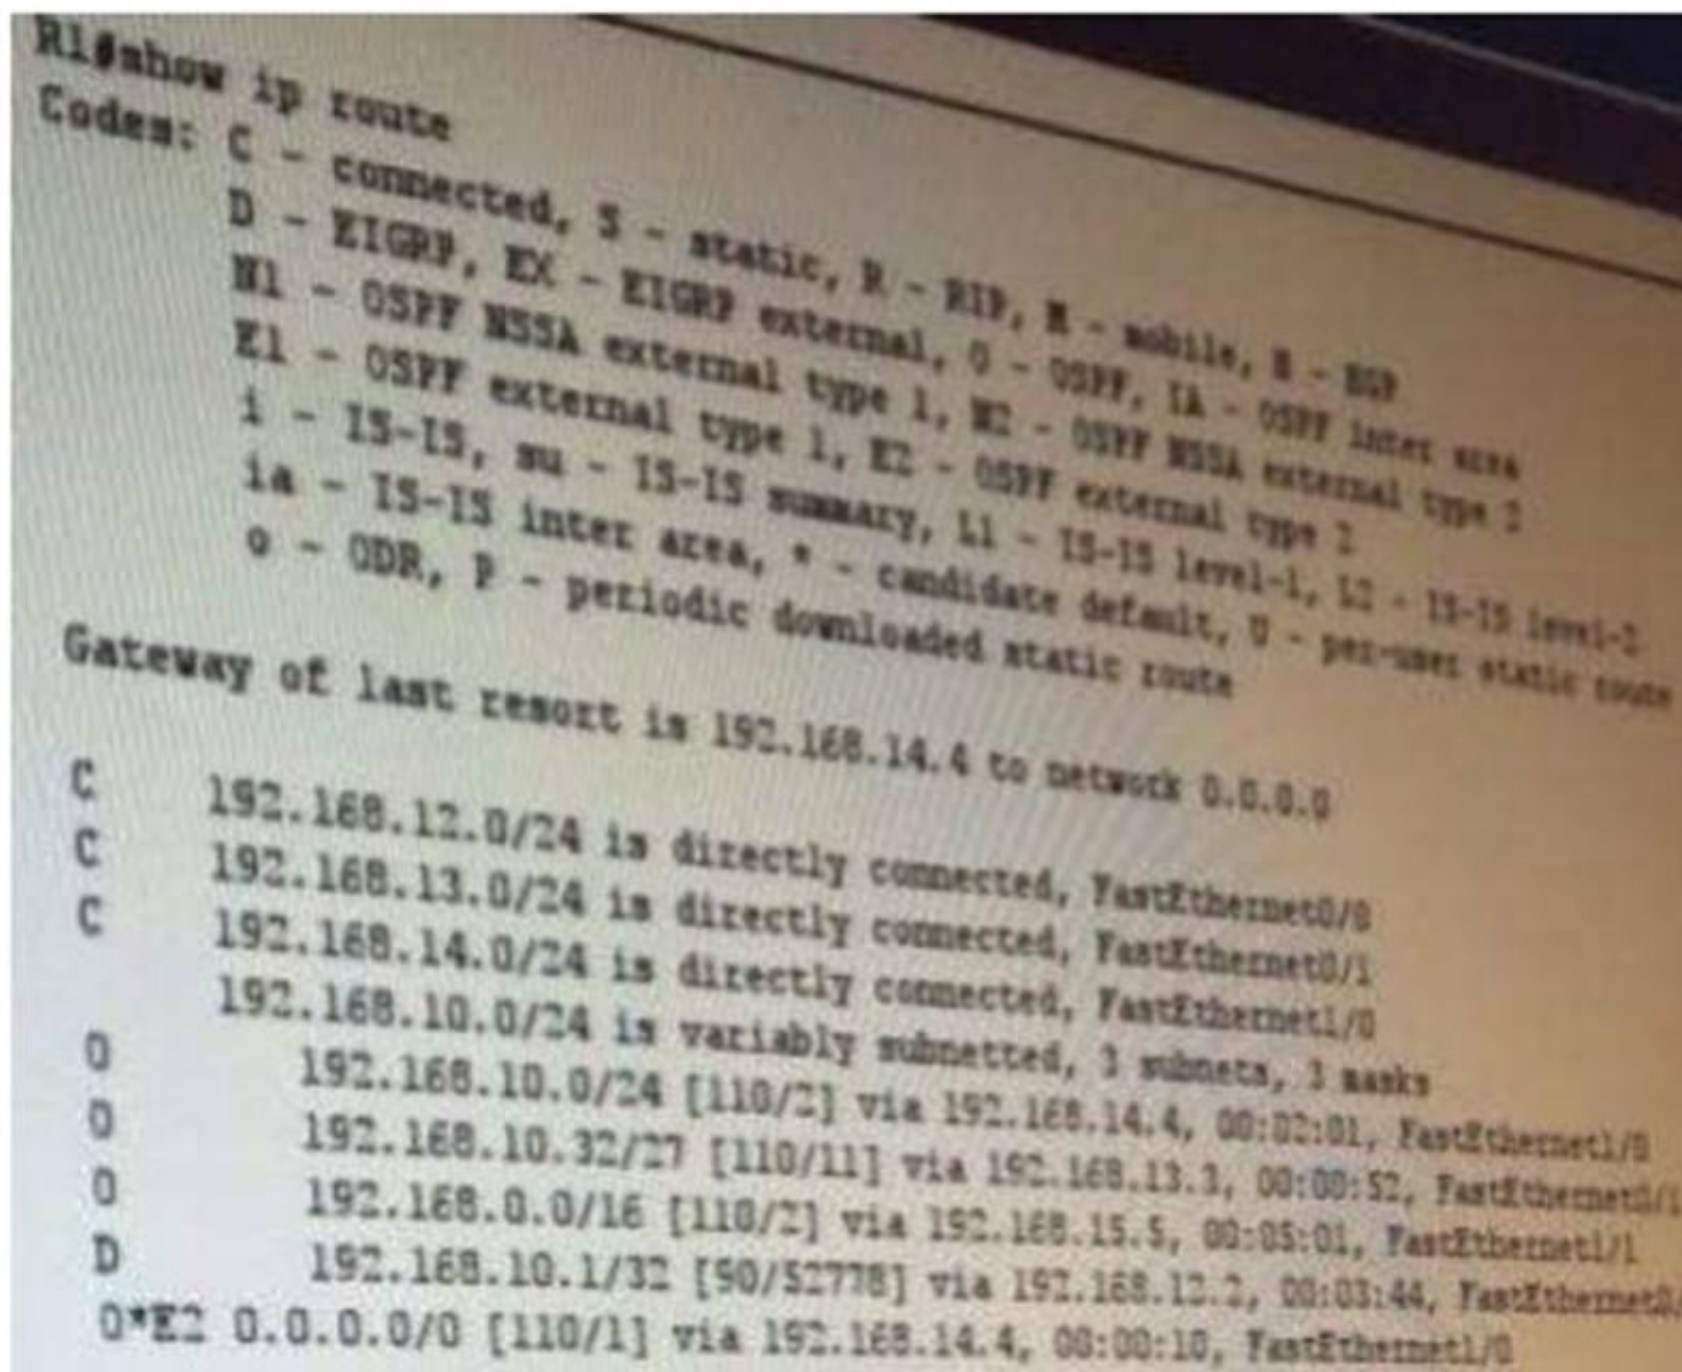 R1#show ip route
Codes: C - connected, S - static, R - RIP, M - mobile, B - BGP
D - EIGRP, EX - EIGRP external, O - OSPF, IA - OSPF inter area
N1 - OSPF NSSA external type 1, N2 - OSPF NSSA external type 2
E1 - OSPF external type 1, E2 - OSPF external type 2
i - IS-IS, su - IS-IS summary, L1 - IS-IS level-1, L2 - IS-IS level-2
ia - IS-IS inter area, * - candidate default, U - per-user static route
o - ODR, P - periodic downloaded static route
Gateway of last resort is 192.168.14.4 to network 0.0.0.0
C 192.168.12.0/24 is directly connected, FastEthernet0/0
C 192.168.13.0/24 is directly connected, FastEthernet0/1
C 192.168.14.0/24 is directly connected, FastEthernet1/0
192.168.10.0/24 is variably subnetted, 3 subnets, 3 masks
O 192.168.10.0/24 [110/2] via 192.168.14.4, 00:02:01, FastEthernet1/0
O 192.168.10.32/27 [110/11] via 192.168.13.3, 00:00:52, FastEthernet0/1
O 192.168.0.0/16 [110/2] via 192.168.15.5, 00:05:01, FastEthernet1/1
D 192.168.10.1/32 [90/52778] via 192.168.12.2, 00:03:44, FastEthernet0/
O*E2 0.0.0.0/0 [110/1] via 192.168.14.4, 00:00:10, FastEthernet1/0